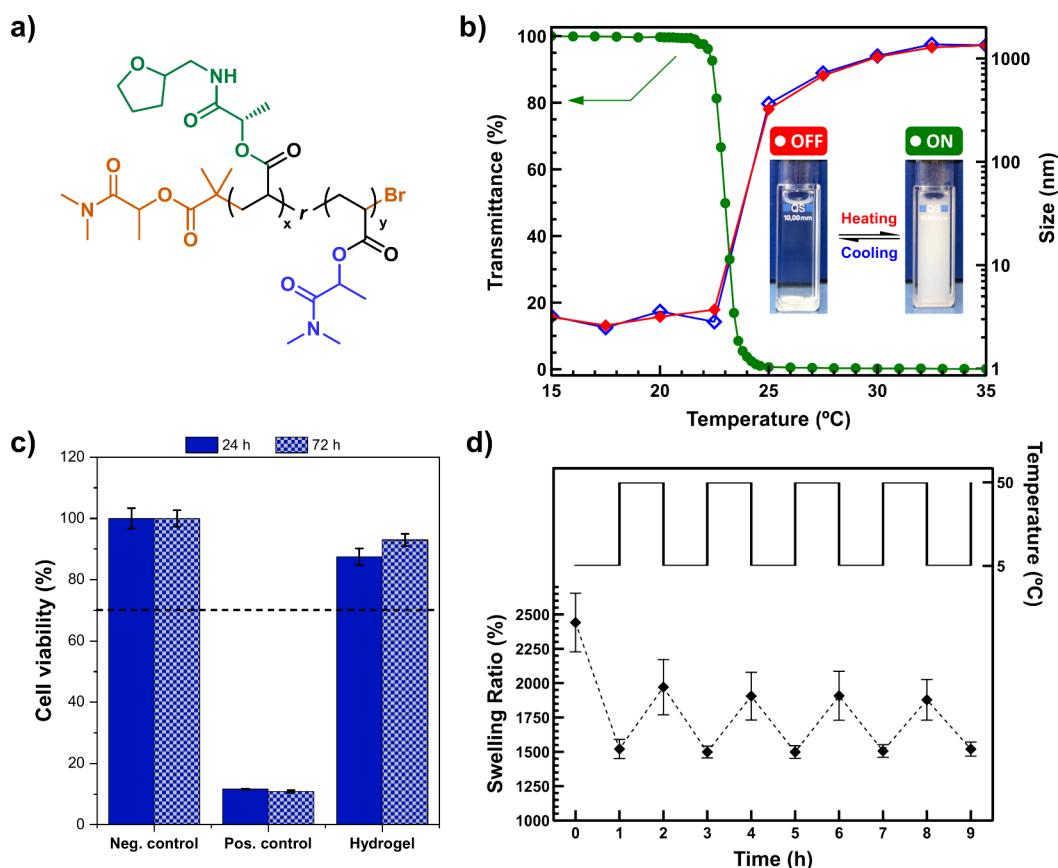 a)
O
NH
O
O
O
O
O
N
O
O
x
r
y
Br
O
O
O
N
b)
100
80
60
40
20
0
Transmittance (%)
1000
100
10
1
Size (nm)
OFF
ON
QS
10,00mm
QS
10,00mm
Heating
Cooling
15 20 25 30 35
Temperature (ºC)
c)
24 h 72 h
120
100
80
60
40
20
0
Cell viability (%)
Neg. control Pos. control Hydrogel
d)
50
5
Temperature (ºC)
2500
2250
2000
1750
1500
1250
1000
Swelling Ratio (%)
0 1 2 3 4 5 6 7 8 9
Time (h)